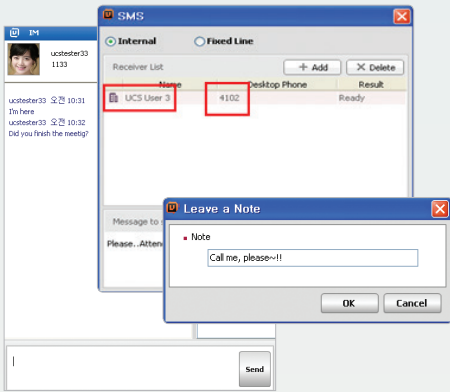 IM
ucstester33
1133
ucstester33 오전 10:31
I'm here
ucstester33 오전 10:32
Did you finish the meetig?
Send
SMS
Internal Fixed Line
Receiver List Add Delete
Name Desktop Phone Result
UCS User 3 4102 Ready
Message to
Please..Atten
Leave a Note
Note
Call me, please~!!
OK Cancel